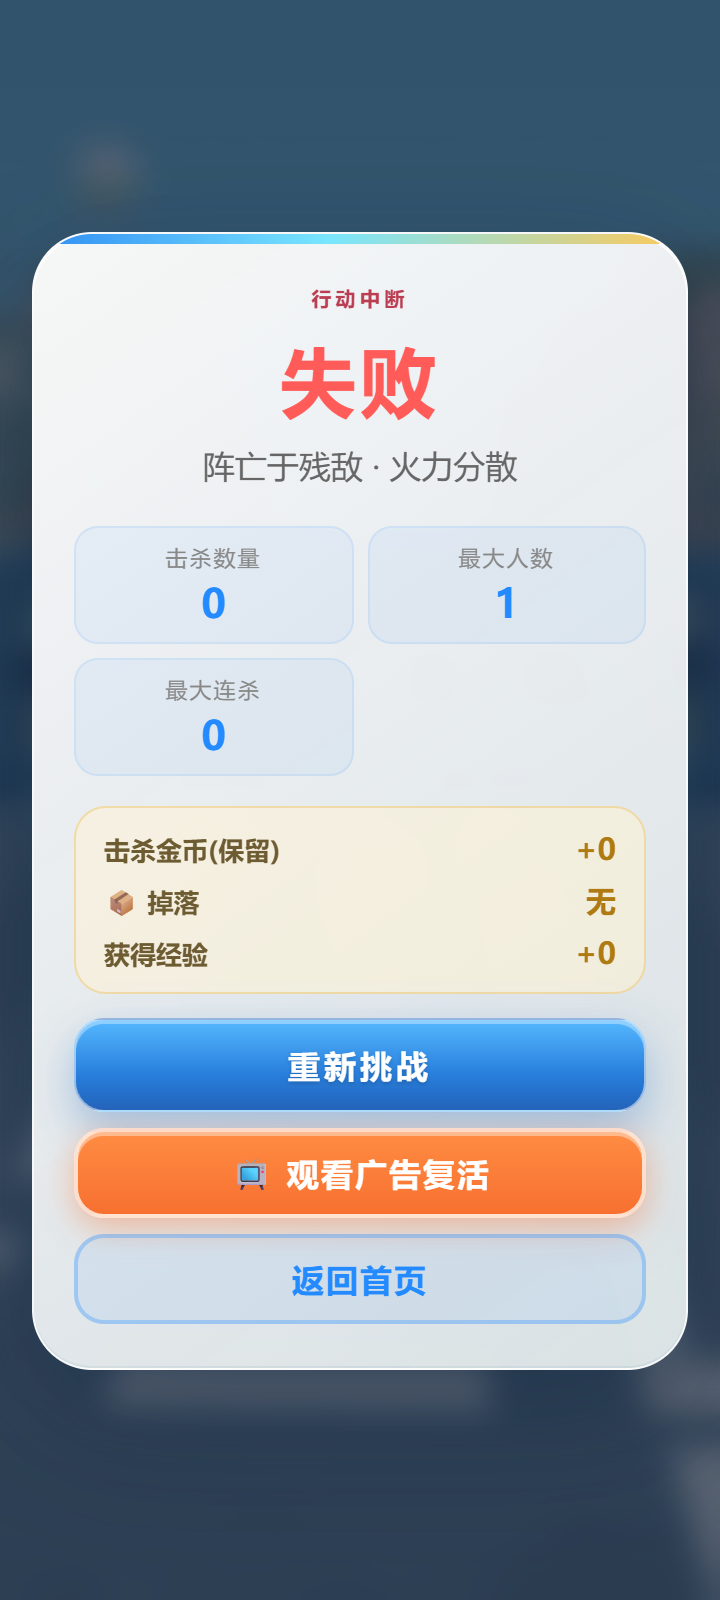 行动中断
失败
阵亡于残敌 · 火力分散
击杀数量
0
最大人数
1
最大连杀
0
击杀金币(保留) +0
掉落 无
获得经验 +0
重新挑战
观看广告复活
返回首页